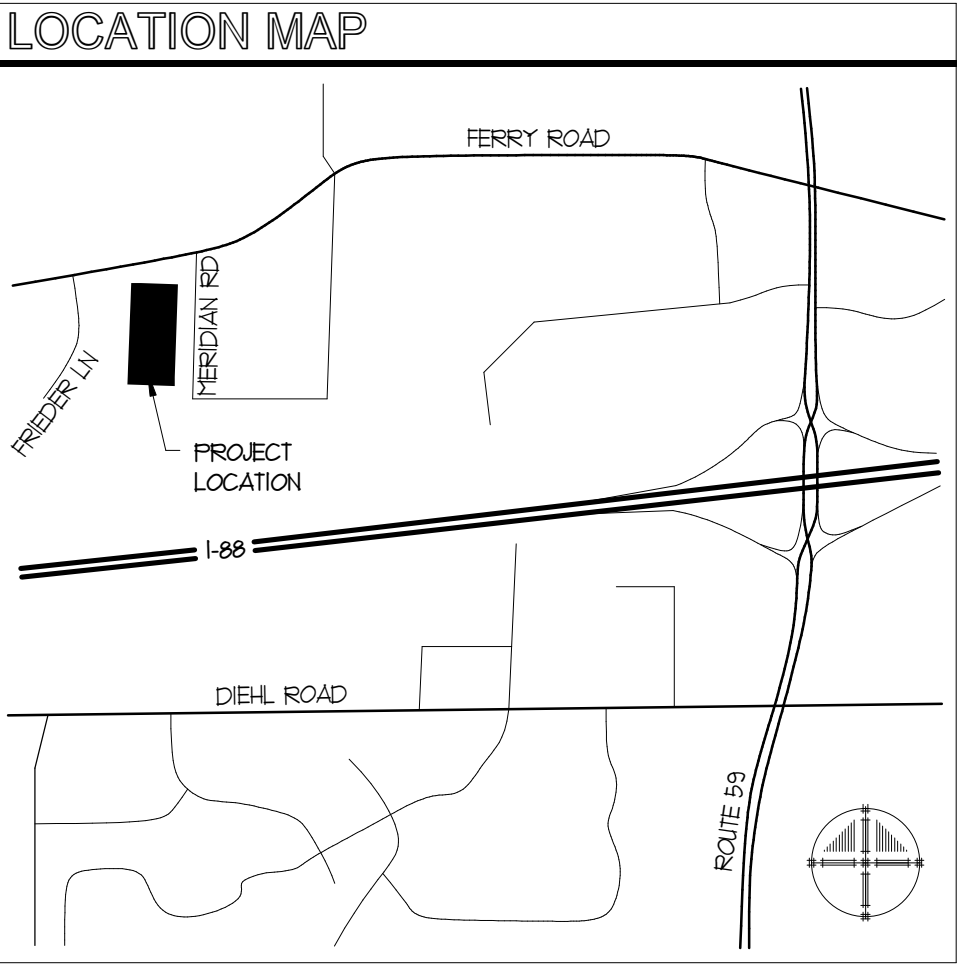 LOCATION MAP
FERRY ROAD
MERIDIAN RD
FRIEDER LN
PROJECT
LOCATION
I-88
DIEHL ROAD
ROUTE 59